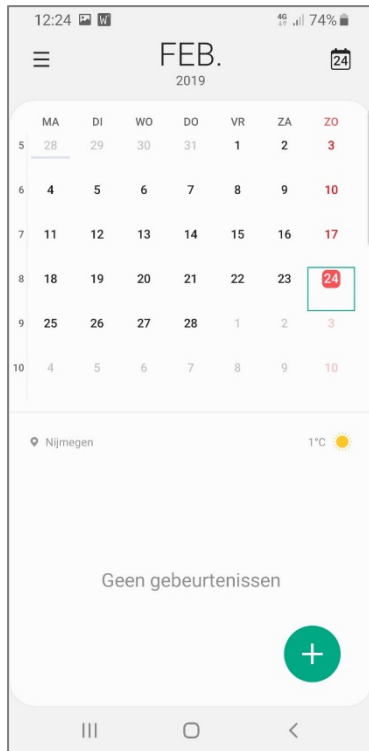 12:24 W 4G 74%
FEB.
2019
24
MA DI WO DO VR ZA ZO
5 28 29 30 31 1 2 3
6 4 5 6 7 8 9 10
7 11 12 13 14 15 16 17
8 18 19 20 21 22 23 24
9 25 26 27 28 1 2 3
10 4 5 6 7 8 9 10
Nijmegen 1°C
Geen gebeurtenissen